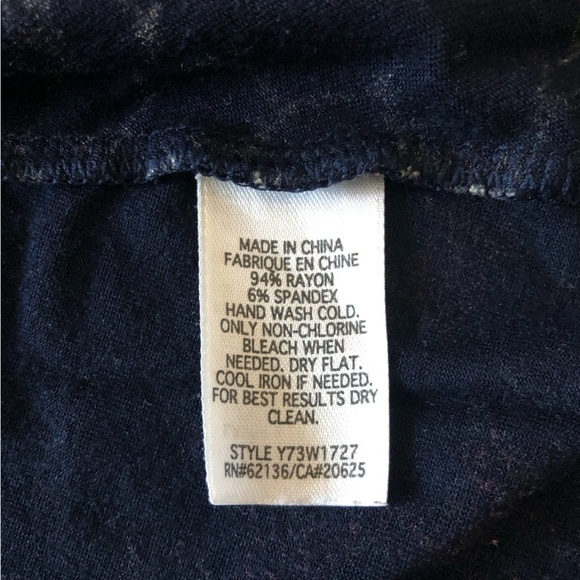 MADE IN CHINA
FABRIQUE EN CHINE
94% RAYON
6% SPANDEX
HAND WASH COLD.
ONLY NON-CHLORINE
BLEACH WHEN
NEEDED. DRY FLAT.
COOL IRON IF NEEDED.
FOR BEST RESULTS DRY
CLEAN.
STYLE Y73W1727
RN#62136/CA#20625